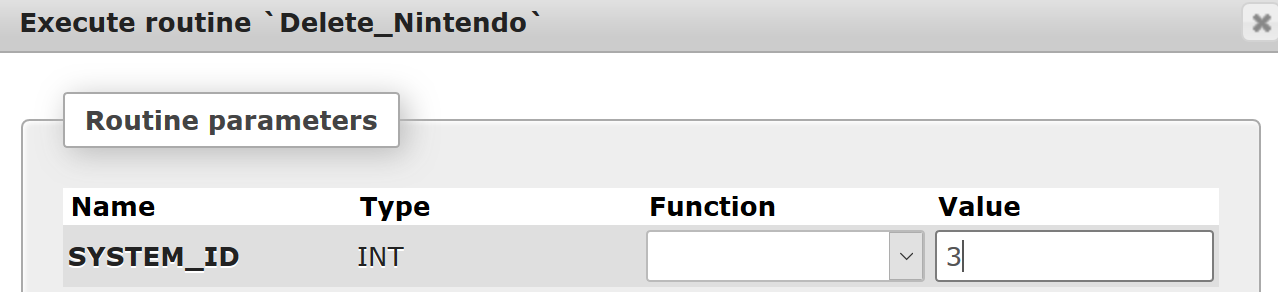 Execute routine `Delete_Nintendo`
Routine parameters
Name Type Function Value
SYSTEM_ID INT 3